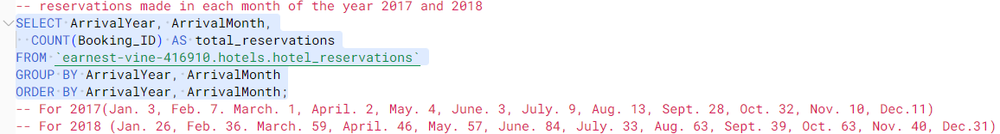 -- reservations made in each month of the year 2017 and 2018
SELECT ArrivalYear, ArrivalMonth,
  COUNT(Booking_ID) AS total_reservations
FROM `earnest-vine-416910.hotels.hotel_reservations`
GROUP BY ArrivalYear, ArrivalMonth
ORDER BY ArrivalYear, ArrivalMonth;
-- For 2017(Jan. 3, Feb. 7. March. 1, April. 2, May. 4, June. 3, July. 9, Aug. 13, Sept. 28, Oct. 32, Nov. 10, Dec.11)
-- For 2018 (Jan. 26, Feb. 36. March. 59, April. 46, May. 57, June. 84, July. 33, Aug. 63, Sept. 39, Oct. 63, Nov. 40, Dec.31)